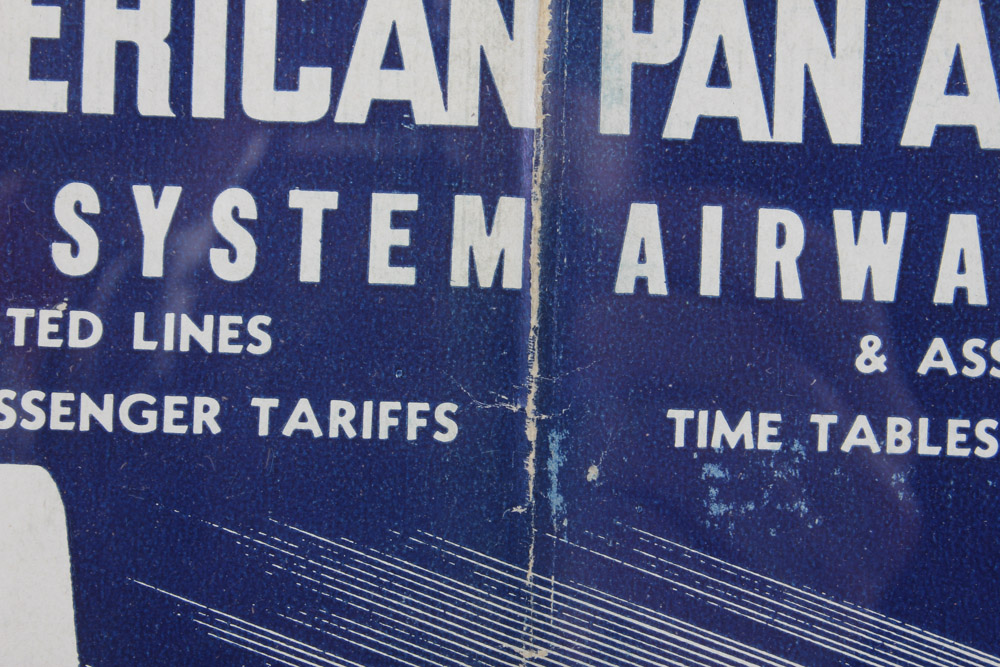 ERICAN PAN A
SYSTEM AIRWA
TED LINES & ASS
SSENGER TARIFFS TIME TABLES